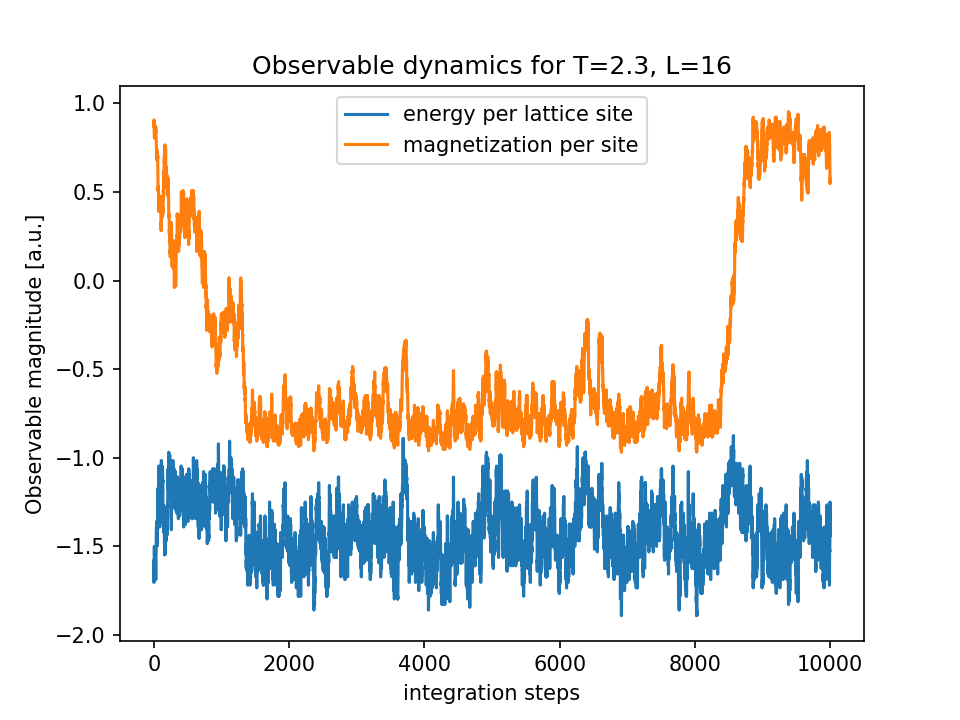 Observable dynamics for T=2.3, L=16
energy per lattice site
magnetization per site
Observable magnitude [a.u.]
1.0
0.5
0.0
−0.5
−1.0
−1.5
−2.0
0 2000 4000 6000 8000 10000
integration steps